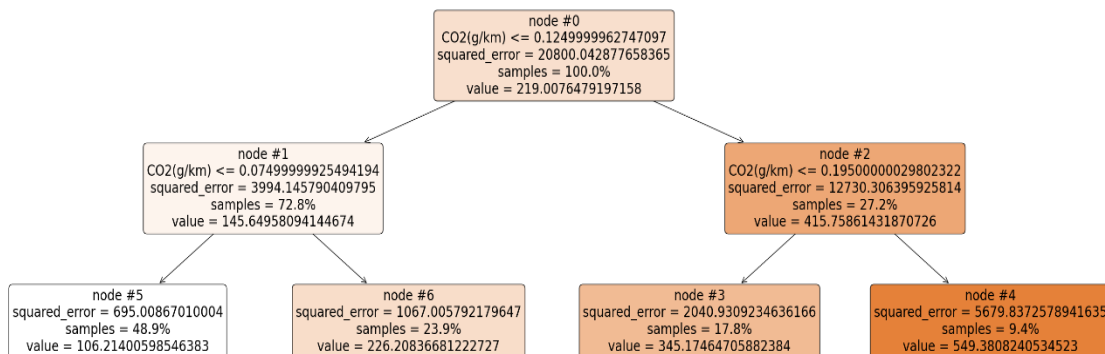 node #0
CO2(g/km) <= 0.1249999962747097
squared_error = 20800.042877658365
samples = 100.0%
value = 219.0076479197158
node #1
CO2(g/km) <= 0.07499999925494194
squared_error = 3994.145790409795
samples = 72.8%
value = 145.64958094144674
node #2
CO2(g/km) <= 0.19500000029802322
squared_error = 12730.306395925814
samples = 27.2%
value = 415.75861431870726
node #5
squared_error = 695.00867010004
samples = 48.9%
value = 106.21400598546383
node #6
squared_error = 1067.005792179647
samples = 23.9%
value = 226.20836681222727
node #3
squared_error = 2040.9309234636166
samples = 17.8%
value = 345.17464705882384
node #4
squared_error = 5679.8372578941635
samples = 9.4%
value = 549.3808240534523